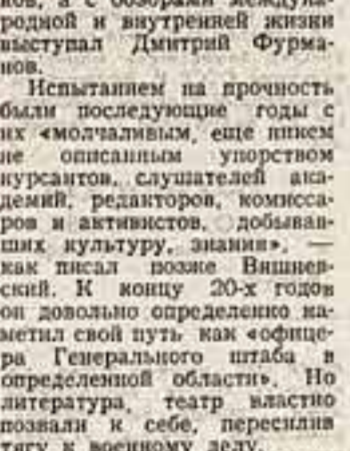 нов, а с обзорами междуна-
родной и внутренней жизни
выступал Дмитрий Фурма-
нов.
Испытанием на прочность
были последующие годы с
их «молчаливым, еще никем
не описанным упорством
курсантов, слушателей ака-
демий, редакторов, комисса-
ров и активистов, добывав-
ших культуру, знания», —
как писал позже Вишнев-
ский. К концу 20-х годов
он довольно определенно на-
метил свой путь как «офице-
ра Генерального штаба в
определенной области». Но
литература, театр властно
позвали к себе, пересилив
тягу к военному делу.